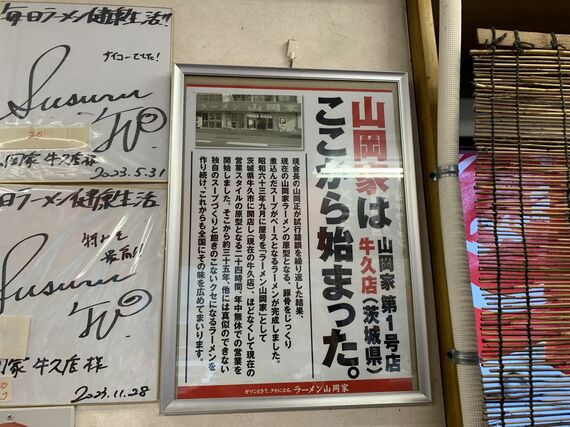 毎日ラーメン健康生活!!
サイコーでした!
Susuru
TV
山岡家 牛久店様
2023.5.31
毎日ラーメン健康生活
Susuru
TV
山岡家 牛久店様
2023.11.28
山岡家は
ここから始まった。
山岡家 第1号店
牛久店(茨城県)
現会長の山岡正が試行錯誤を繰り返した結果、
現在の山岡家ラーメンの原型となる、豚骨をじっくり
煮込んだスープがベースとなるラーメンが完成しました。
昭和六十三年九月に屋号を「ラーメン山岡家」として
茨城県牛久市に開店し(現在の牛久店)、ほどなくして現在の
営業スタイルの原型となる二十四時間、年中無休での営業を
開始しました。そこから約三十五年、他には真似のできない
独自のスープづくりと飽きのこないクセになるラーメンを
作り続け、これからも全国にその味を広めてまいります。
ガツンときて、クセになる。ラーメン山岡家